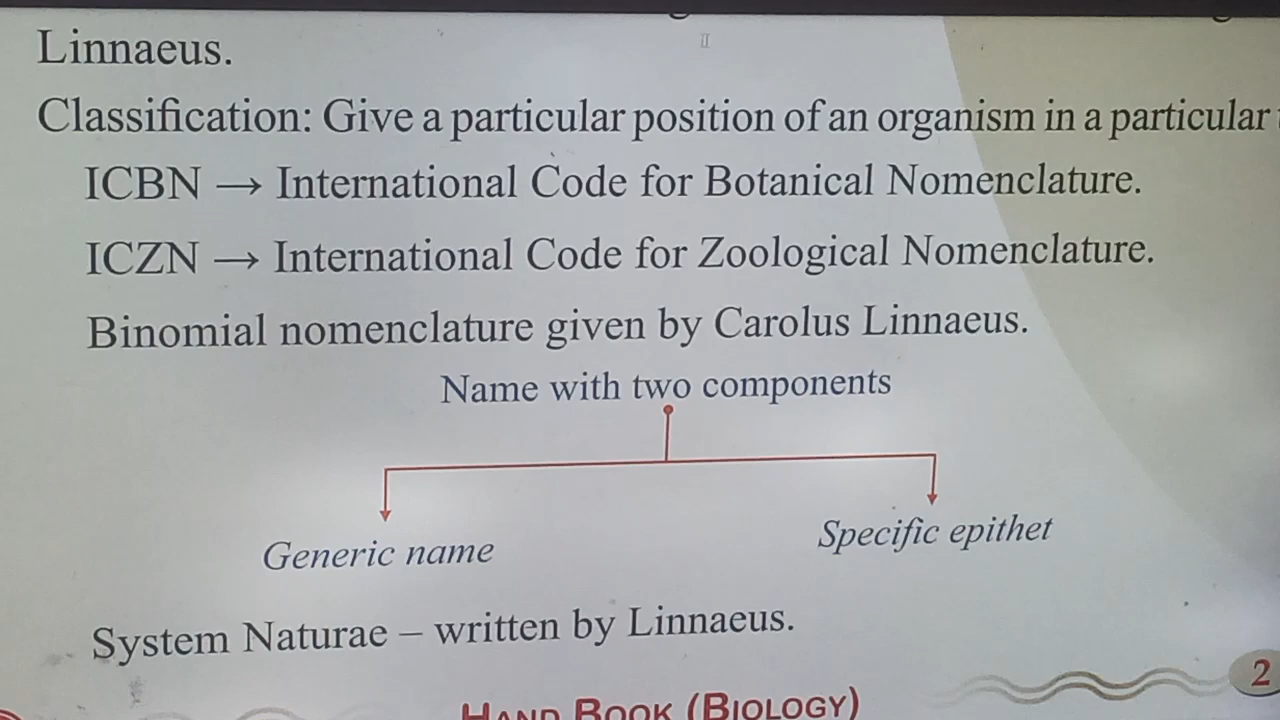 Linnaeus.
Classification: Give a particular position of an organism in a particular
ICBN → International Code for Botanical Nomenclature.
ICZN → International Code for Zoological Nomenclature.
Binomial nomenclature given by Carolus Linnaeus.
Name with two components
Generic name
Specific epithet
System Naturae – written by Linnaeus.
2
HAND BOOK (BIOLOGY)